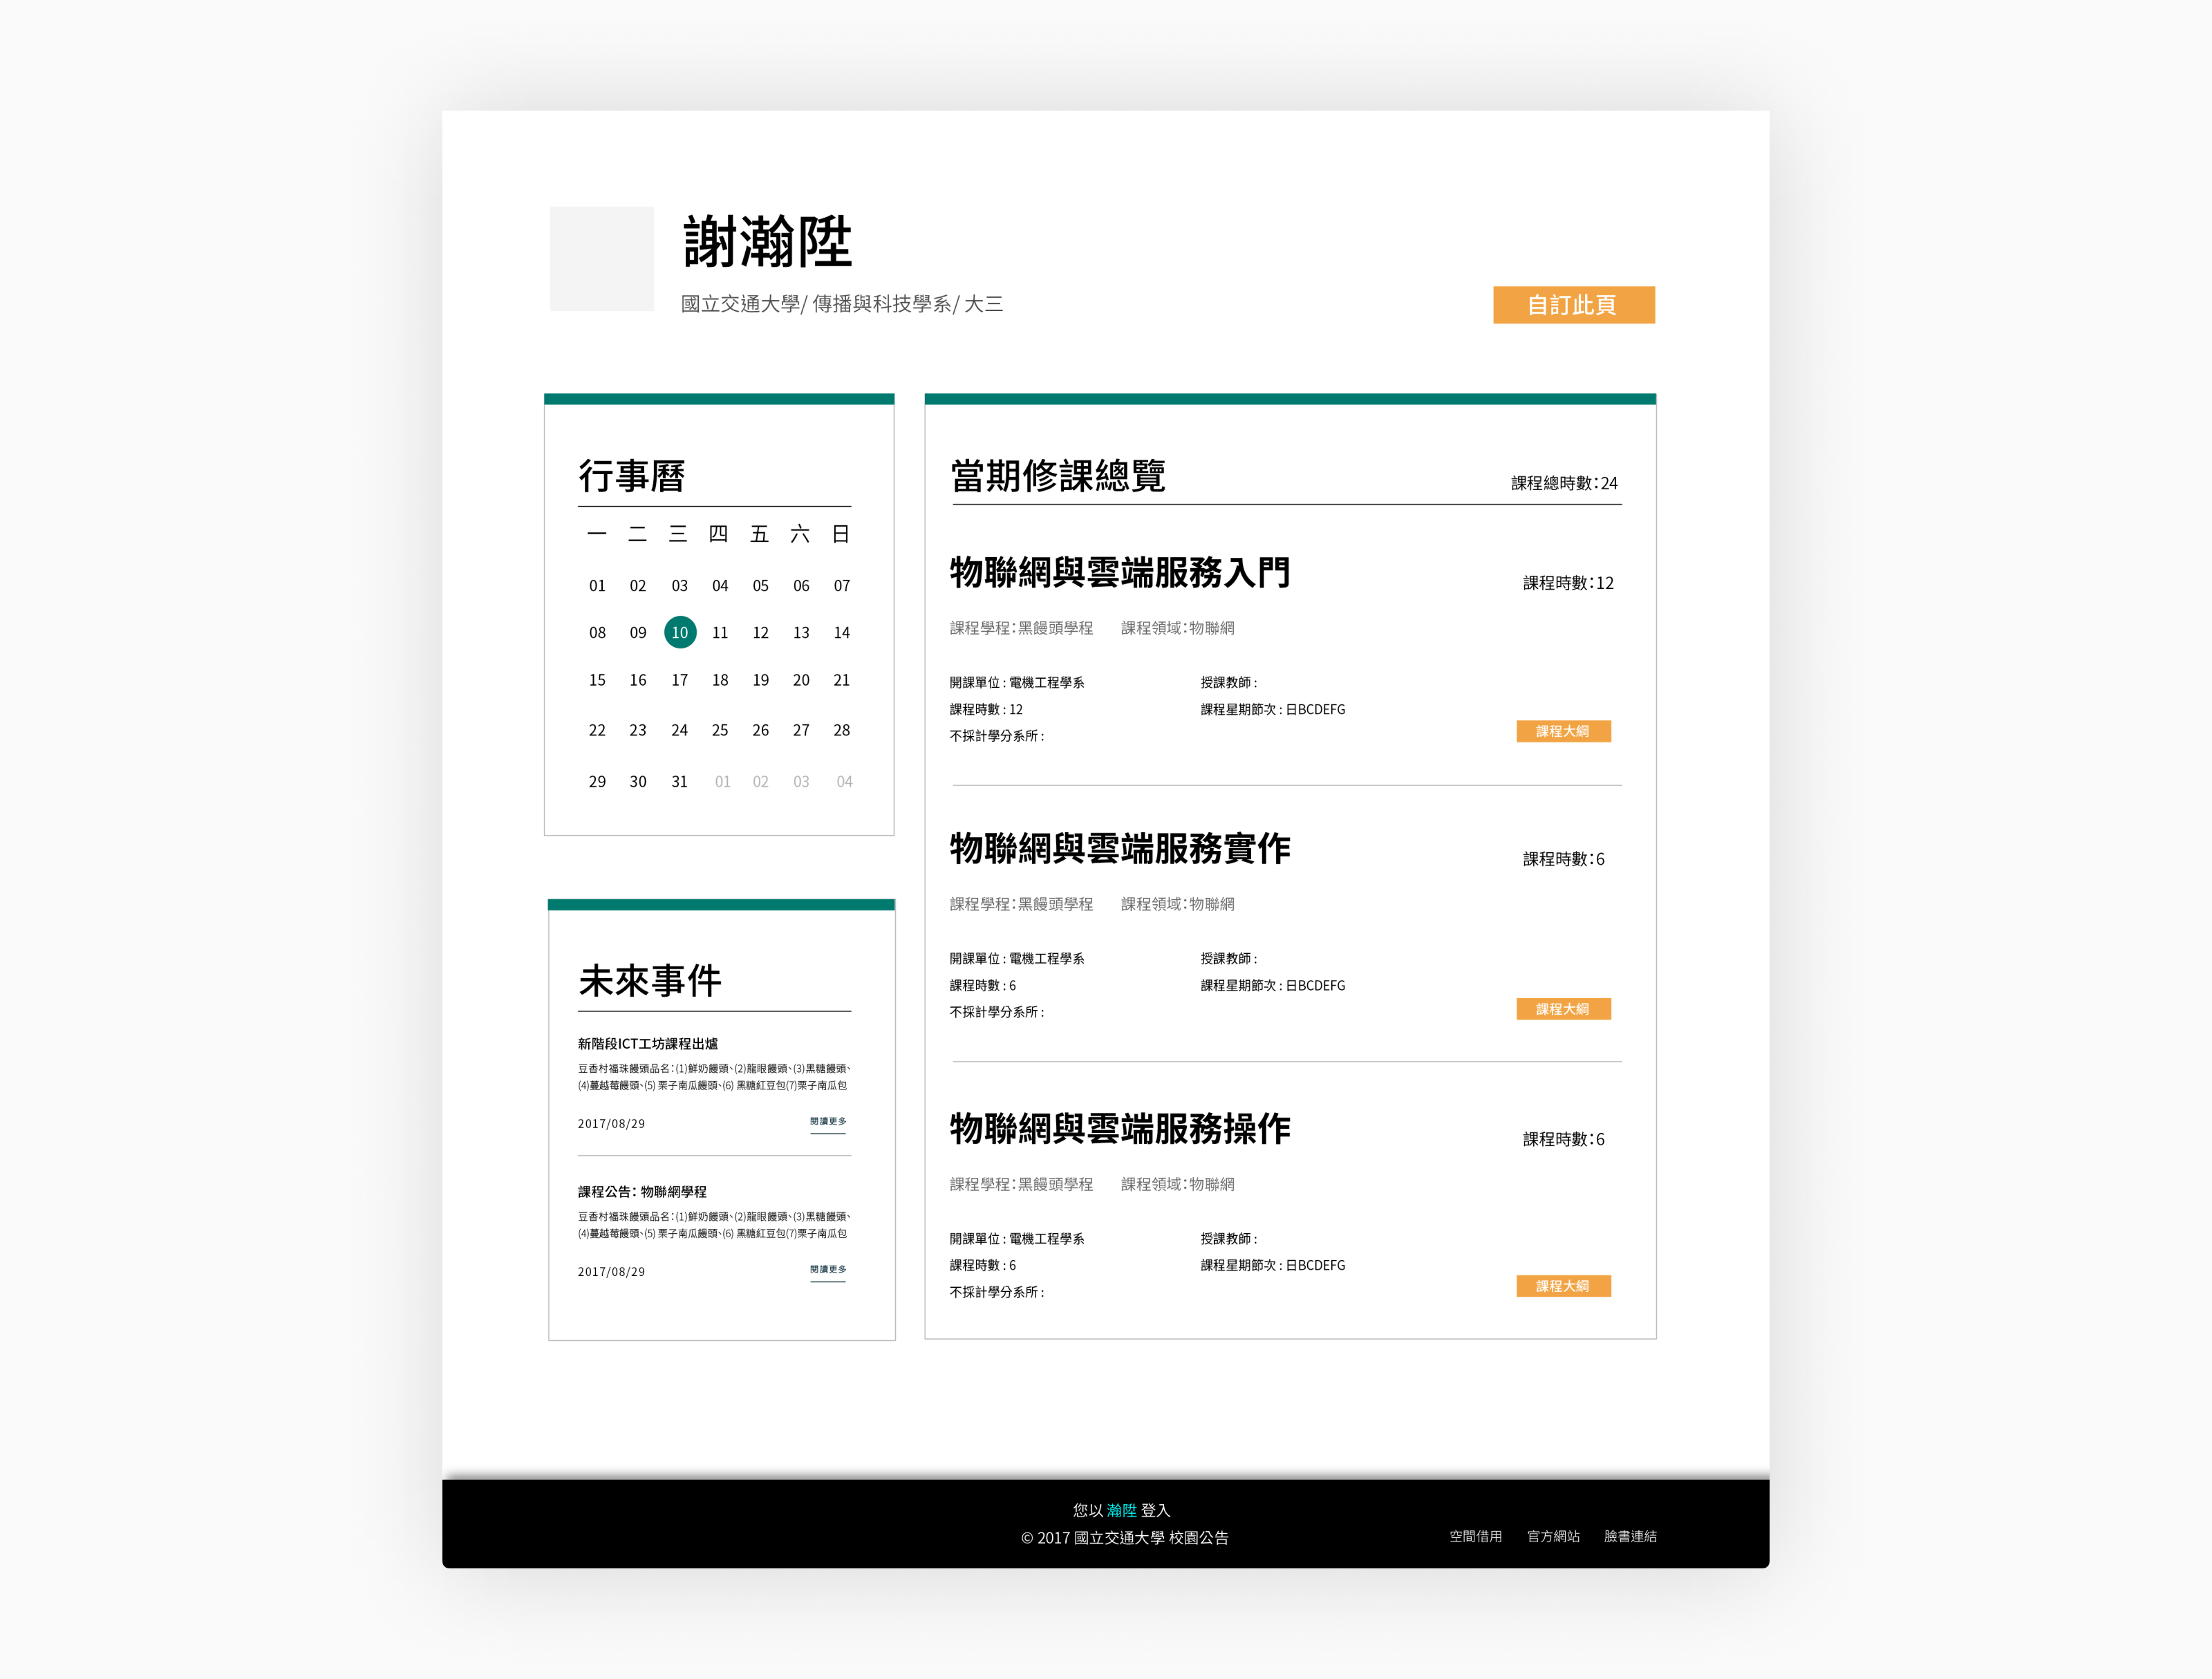 謝瀚陞
國立交通大學/ 傳播與科技學系/ 大三
自訂此頁
行事曆
一 二 三 四 五 六 日
01 02 03 04 05 06 07
08 09 10 11 12 13 14
15 16 17 18 19 20 21
22 23 24 25 26 27 28
29 30 31 01 02 03 04
未來事件
新階段ICT工坊課程出爐
豆香村福珠饅頭品名：(1)鮮奶饅頭、(2)龍眼饅頭、(3)黑糖饅頭、
(4)蔓越莓饅頭、(5) 栗子南瓜饅頭、(6) 黑糖紅豆包(7)栗子南瓜包
2017/08/29 閱讀更多
課程公告： 物聯網學程
豆香村福珠饅頭品名：(1)鮮奶饅頭、(2)龍眼饅頭、(3)黑糖饅頭、
(4)蔓越莓饅頭、(5) 栗子南瓜饅頭、(6) 黑糖紅豆包(7)栗子南瓜包
2017/08/29 閱讀更多
當期修課總覽 課程總時數：24
物聯網與雲端服務入門 課程時數：12
課程學程：黑饅頭學程 課程領域：物聯網
開課單位 : 電機工程學系 授課教師 :
課程時數 : 12 課程星期節次 : 日BCDEFG
不採計學分系所 :
課程大綱
物聯網與雲端服務實作 課程時數：6
課程學程：黑饅頭學程 課程領域：物聯網
開課單位 : 電機工程學系 授課教師 :
課程時數 : 6 課程星期節次 : 日BCDEFG
不採計學分系所 :
課程大綱
物聯網與雲端服務操作 課程時數：6
課程學程：黑饅頭學程 課程領域：物聯網
開課單位 : 電機工程學系 授課教師 :
課程時數 : 6 課程星期節次 : 日BCDEFG
不採計學分系所 :
課程大綱
您以 瀚陞 登入
© 2017 國立交通大學 校園公告
空間借用 官方網站 臉書連結